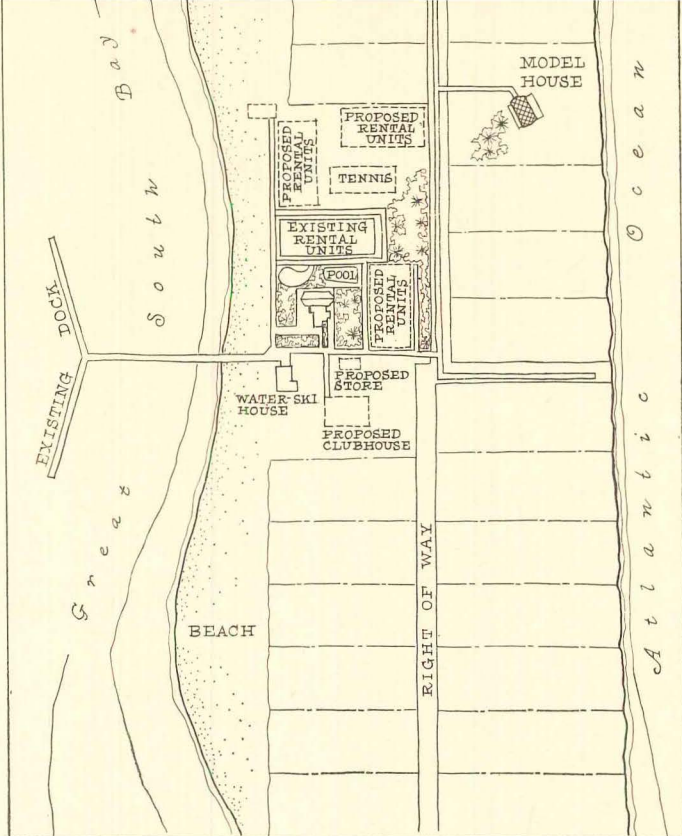 Great South Bay
Atlantic Ocean
MODEL
HOUSE
PROPOSED
RENTAL
UNITS
PROPOSED
RENTAL
UNITS
TENNIS
EXISTING
RENTAL
UNITS
POOL
PROPOSED
RENTAL
UNITS
EXISTING DOCK
WATER-SKI
HOUSE
PROPOSED
STORE
PROPOSED
CLUBHOUSE
BEACH
RIGHT OF WAY